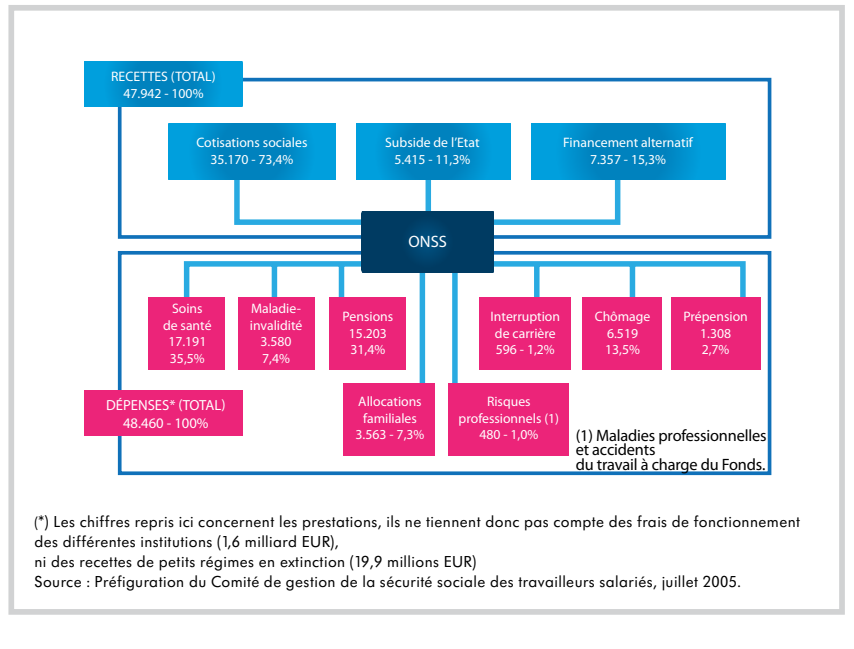 RECETTES (TOTAL)
47.942 - 100%
Cotisations sociales
35.170 - 73,4%
Subside de l'Etat
5.415 - 11,3%
Financement alternatif
7.357 - 15,3%
ONSS
Soins
de santé
17.191
35,5%
Maladie-
invalidité
3.580
7,4%
Pensions
15.203
31,4%
Interruption
de carrière
596 - 1,2%
Chômage
6.519
13,5%
Prépension
1.308
2,7%
DÉPENSES* (TOTAL)
48.460 - 100%
Allocations
familiales
3.563 - 7,3%
Risques
professionnels (1)
480 - 1,0%
(1) Maladies professionnelles
et accidents
du travail à charge du Fonds.
(*) Les chiffres repris ici concernent les prestations, ils ne tiennent donc pas compte des frais de fonctionnement
des différentes institutions (1,6 milliard EUR),
ni des recettes de petits régimes en extinction (19,9 millions EUR)
Source : Préfiguration du Comité de gestion de la sécurité sociale des travailleurs salariés, juillet 2005.